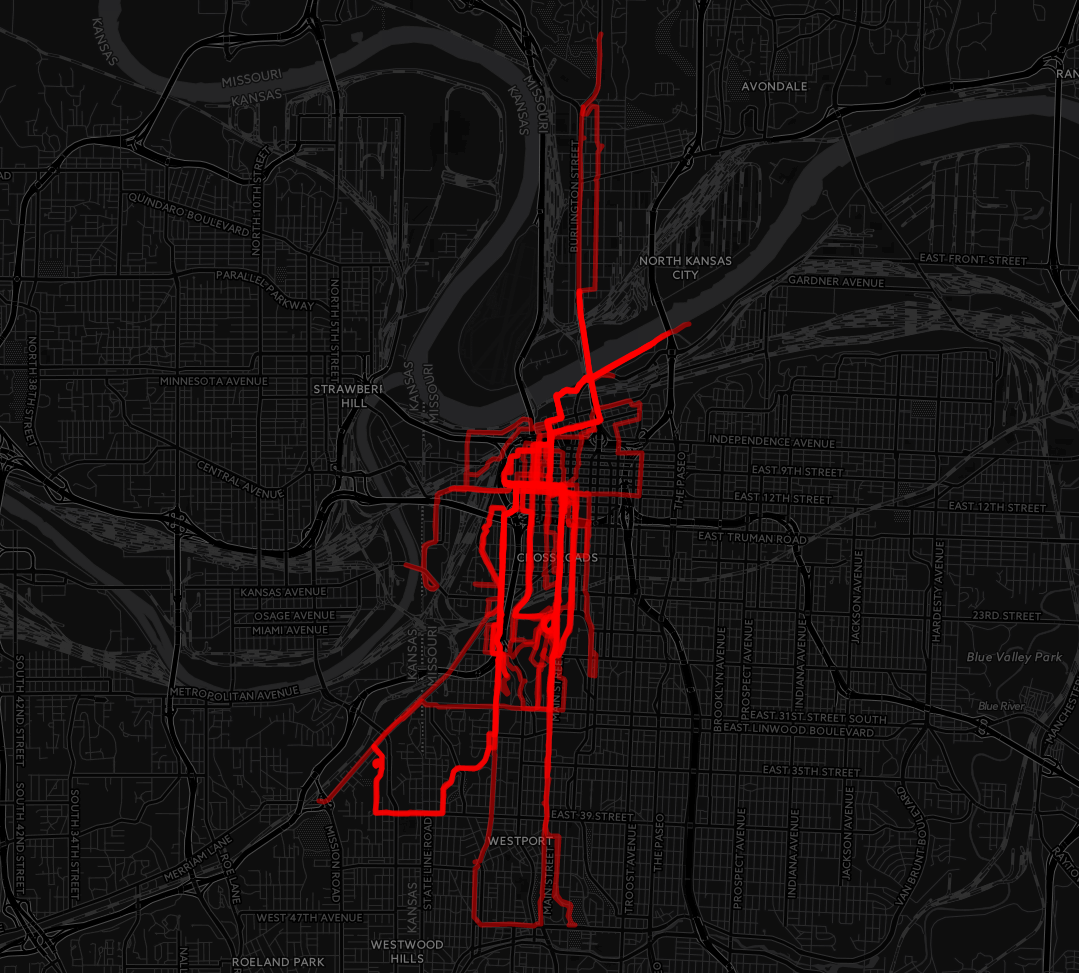 KANSAS
MISSOURI
KANSAS
MISSOURI
KANSAS
AVONDALE
RAN
NORTH 10TH STREET
QUINDARO BOULEVARD
BURLINGTON STREET
NORTH KANSAS
CITY
EAST FRONT STREET
GARDNER AVENUE
PARALLEL PARKWAY
NORTH 5TH STREET
NORTH 38TH STREET
MINNESOTA AVENUE
STRAWBERR
HILL
KANSAS
MISSOURI
INDEPENDENCE AVENUE
CENTRAL AVENUE
THE PASEO
EAST 9TH STREET
EAST 12TH STREET
EAST 12TH STREET
EAST TRUMAN ROAD
CROSSROADS
KANSAS AVENUE
OSAGE AVENUE
MIAMI AVENUE
JACKSON AVENUE
HARDESTY AVENUE
23RD STREET
KANSAS
MISSOURI
BROOKLYN AVENUE
PROSPECT AVENUE
INDIANA AVENUE
Blue Valley Park
Blue River
MANCHESTE
SOUTH 42ND STREET
METROPOLITAN AVENUE
MAIN STREET
EAST 31ST STREET SOUTH
EAST LINWOOD BOULEVARD
EAST 35TH STREET
SOUTH 42ND STREET
SOUTH 34TH STREET
MISSION ROAD
STATE LINE ROAD
EAST 39 STREET
WESTPORT
MERRIAM LANE
ROE LANE
MAIN STREET
TROOST AVENUE
THE PASEO
PROSPECT AVENUE
INDIANA AVENUE
JACKSON AVENUE
VAN BRUNT BOULEVARD
RAYTO
KANSAS
WEST 47TH AVENUE
WESTWOOD
HILLS
ROELAND PARK